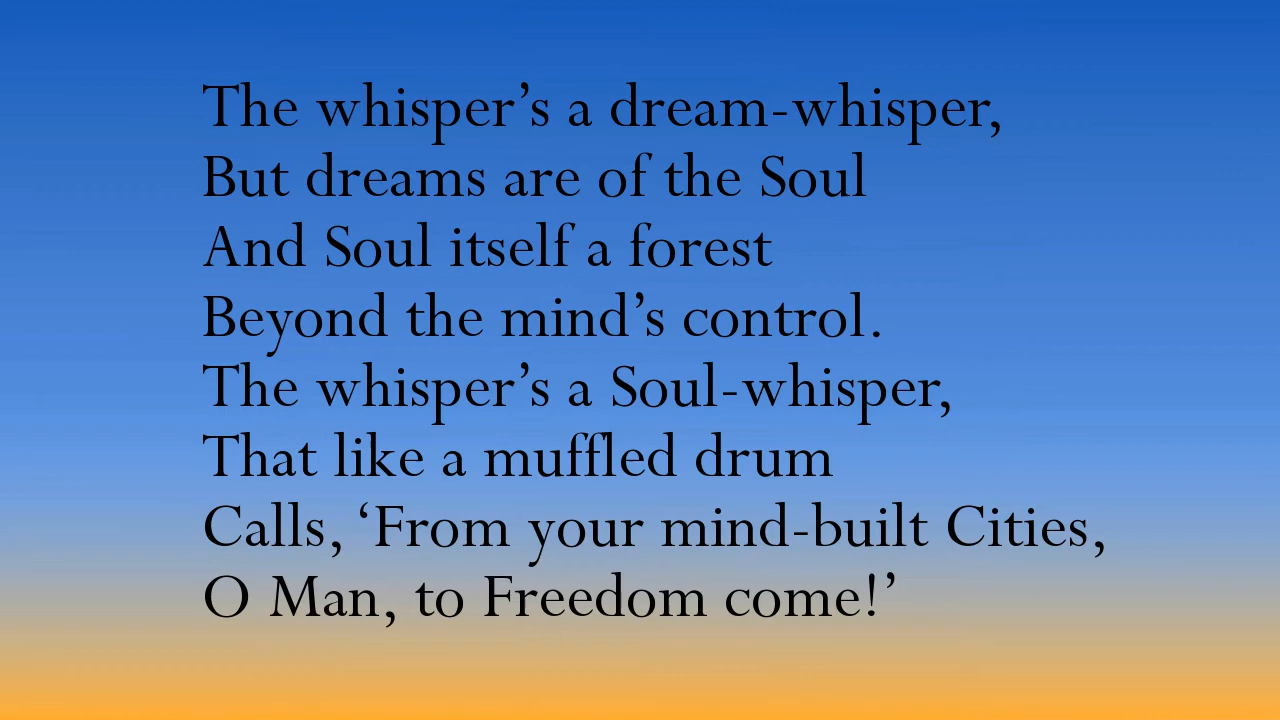 The whisper’s a dream-whisper,
But dreams are of the Soul
And Soul itself a forest
Beyond the mind’s control.
The whisper’s a Soul-whisper,
That like a muffled drum
Calls, ‘From your mind-built Cities,
O Man, to Freedom come!’